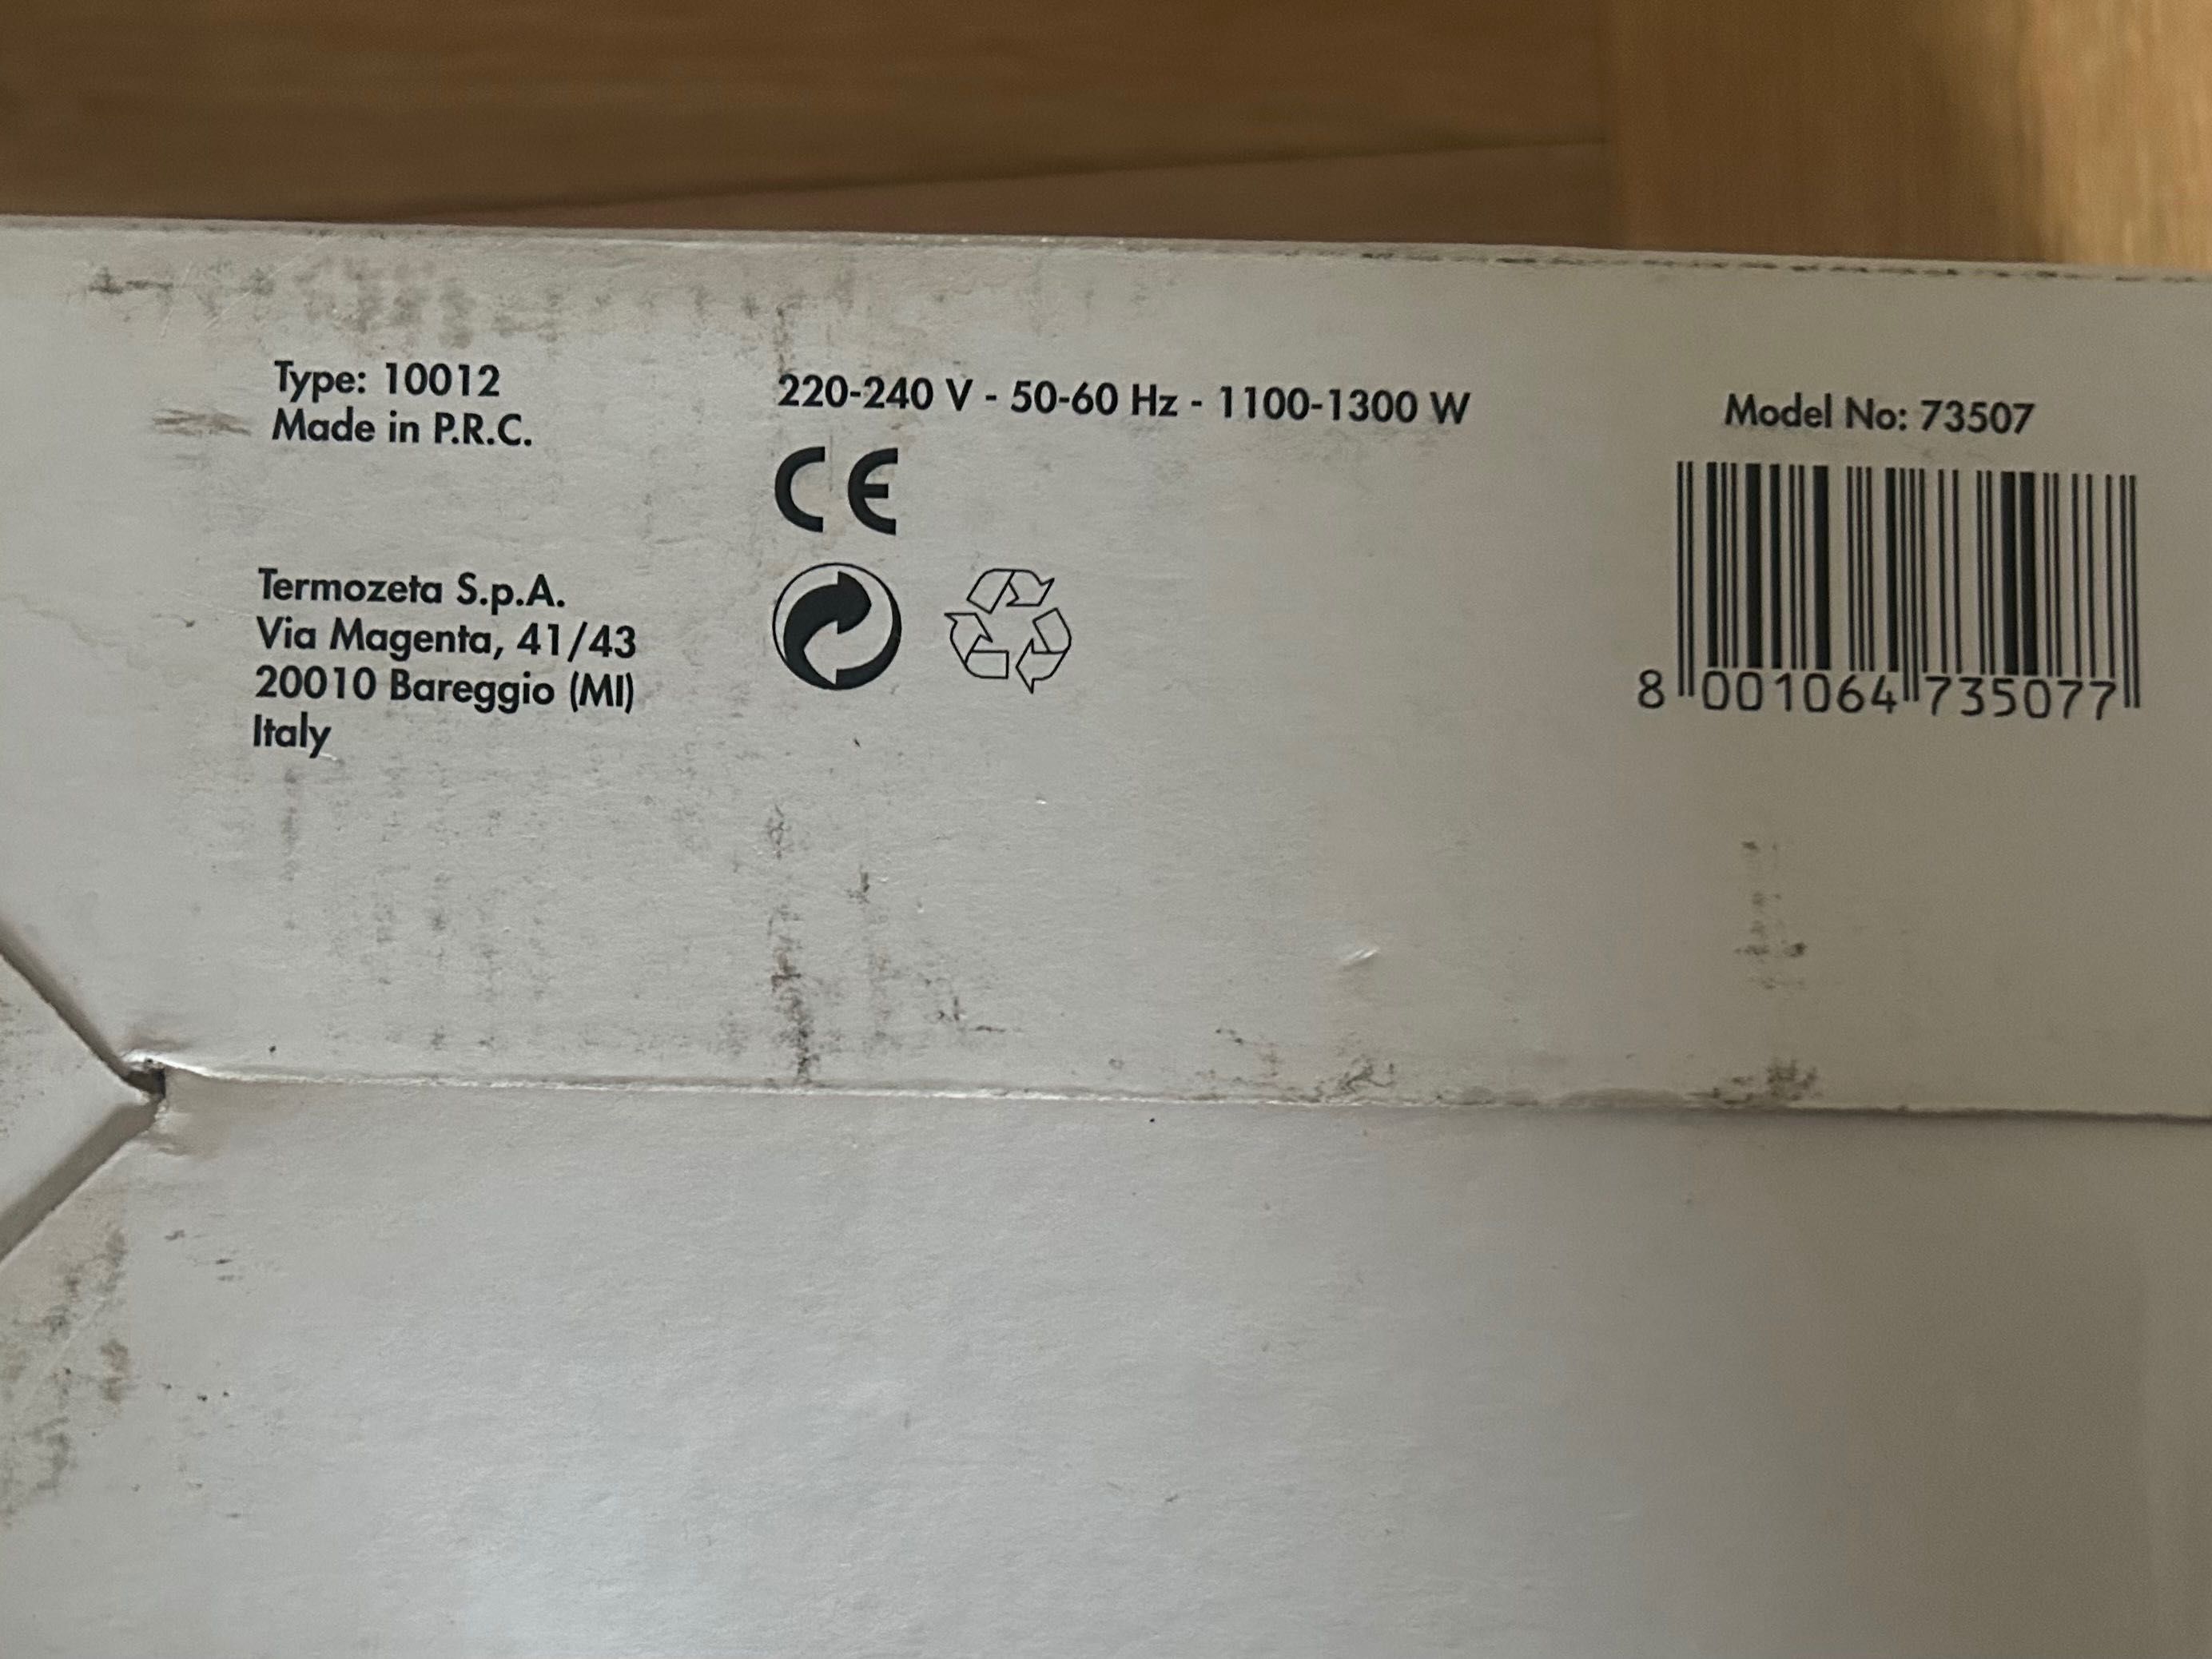 Type: 10012
Made in P.R.C.
220-240 V - 50-60 Hz - 1100-1300 W
CE
Model No: 73507
8 001064 735077
Termozeta S.p.A.
Via Magenta, 41/43
20010 Bareggio (MI)
Italy